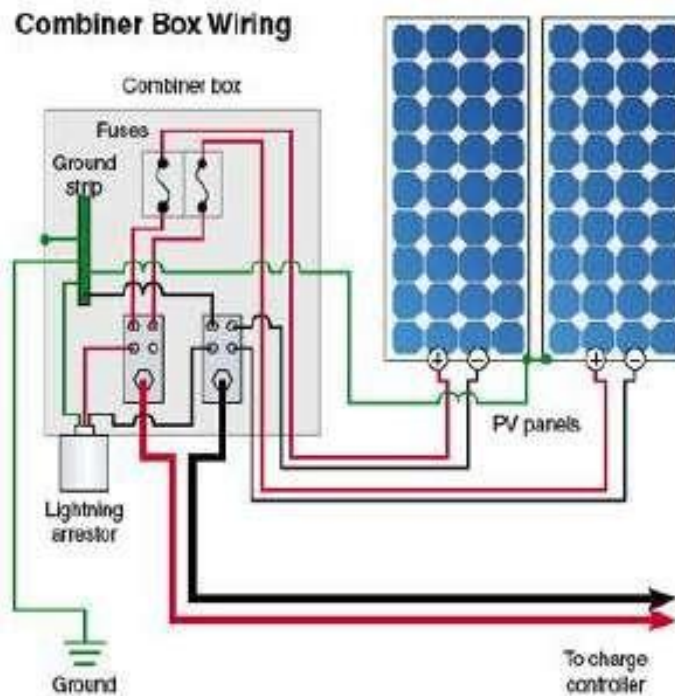 Combiner Box Wiring
Combiner box
Fuses
Ground
strip
+
−
+
−
PV panels
Lightning
arrestor
To charge
controller
Ground